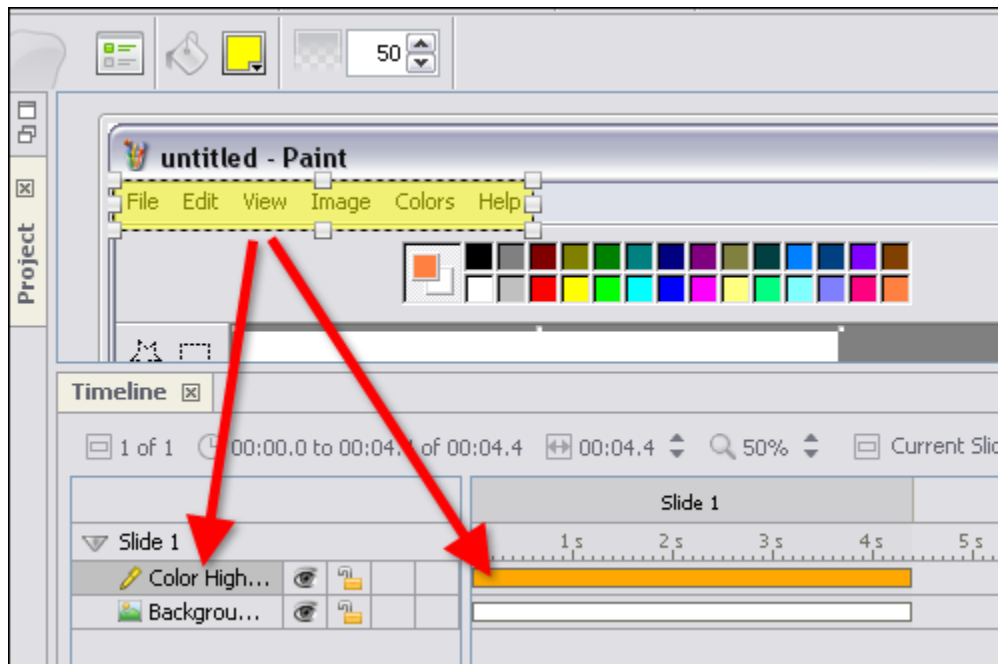 50
untitled - Paint
File Edit View Image Colors Help
Project
Timeline
1 of 1 00:00.0 to 00:04.4 of 00:04.4 00:04.4 50% Current Slid
Slide 1
Slide 1 1 s 2 s 3 s 4 s 5 s
Color High...
Backgrou...